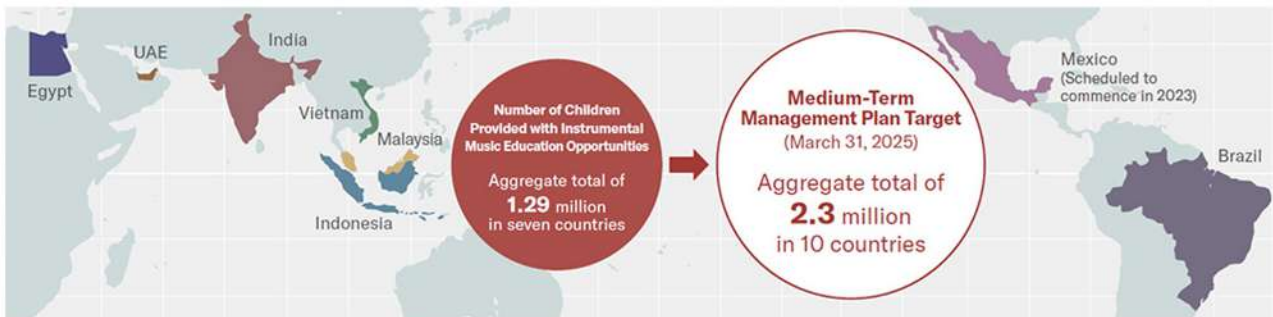 Egypt
UAE
India
Vietnam
Malaysia
Indonesia
Number of Children
Provided with Instrumental
Music Education Opportunities
Aggregate total of
1.29 million
in seven countries
Medium-Term
Management Plan Target
(March 31, 2025)
Aggregate total of
2.3 million
in 10 countries
Mexico
(Scheduled to
commence in 2023)
Brazil